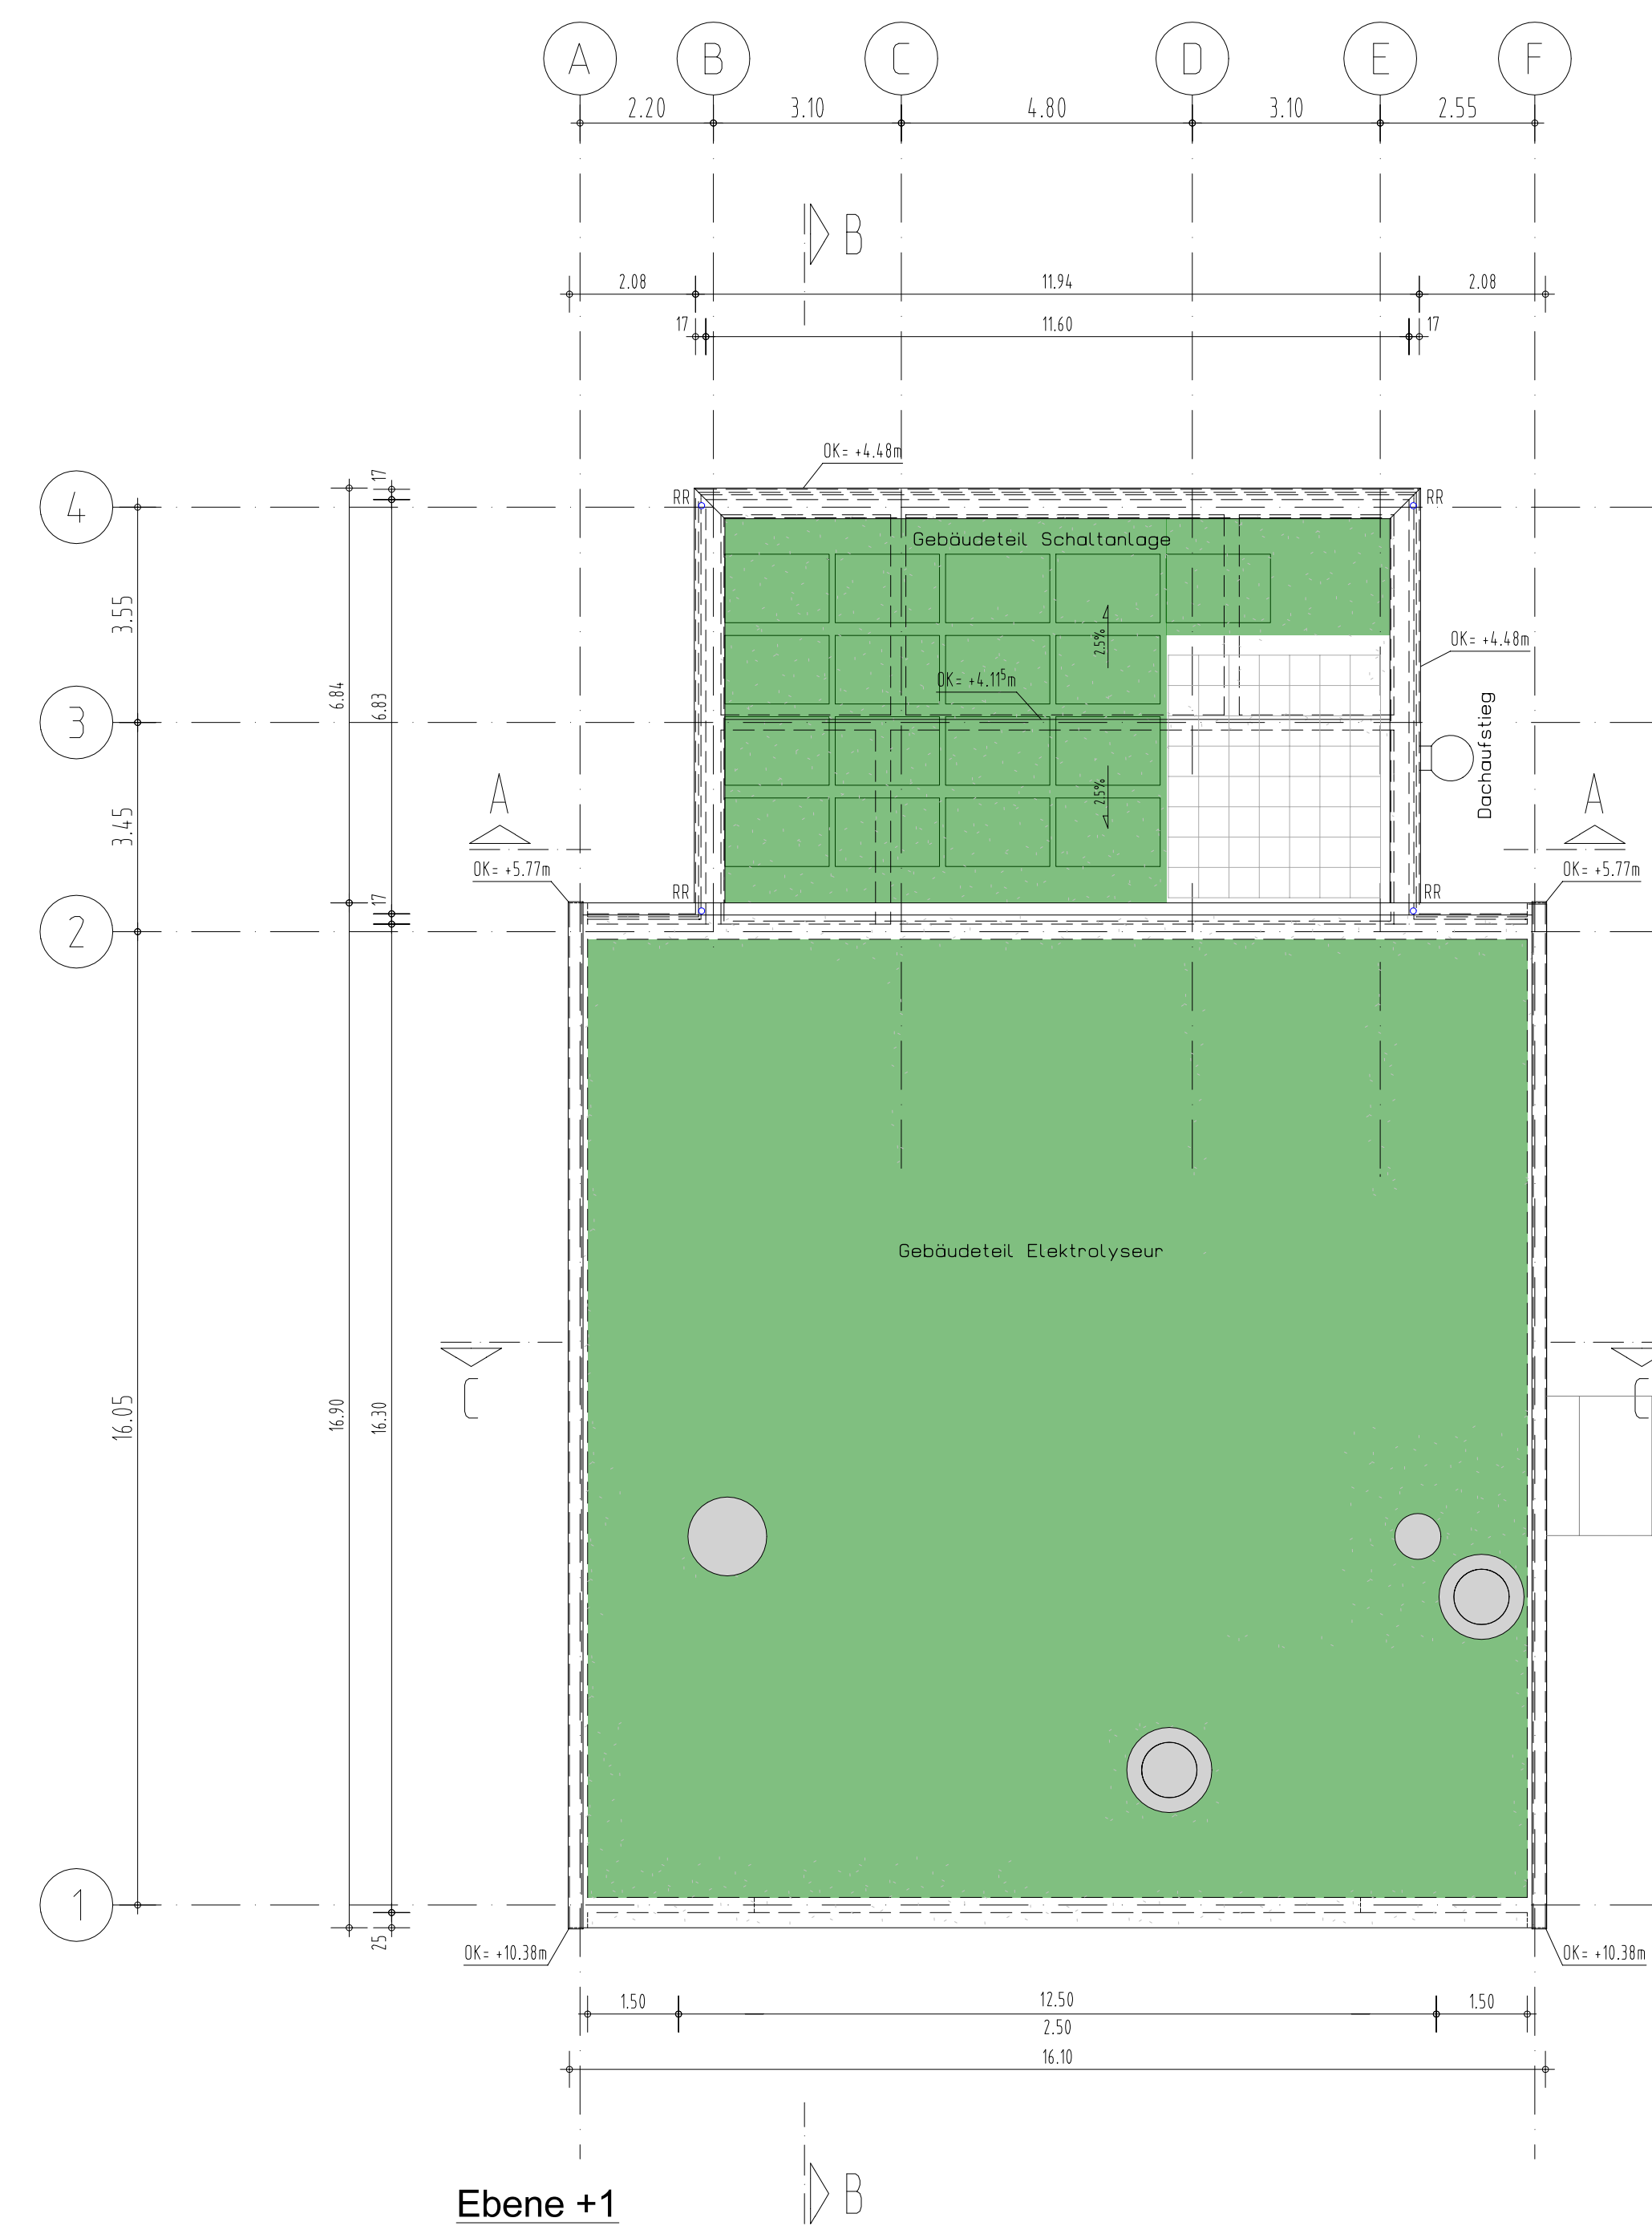 A B C D E F
2.20 3.10 4.80 3.10 2.55
B
2.08 11.94 2.08
17 11.60 17
OK= +4.48m
17
RR RR
4
Gebäudeteil Schaltanlage
3.55
2.5%
OK= +4.48m
6.84
6.83
OK= +4.11⁵m
Dachaufstieg
3
A A
2.5%
3.45
OK= +5.77m OK= +5.77m
17
RR RR
2
Gebäudeteil Elektrolyseur
C C
16.05
16.90
16.30
1
25
OK= +10.38m OK= +10.38m
1.50 12.50 1.50
2.50
16.10
B
Ebene +1